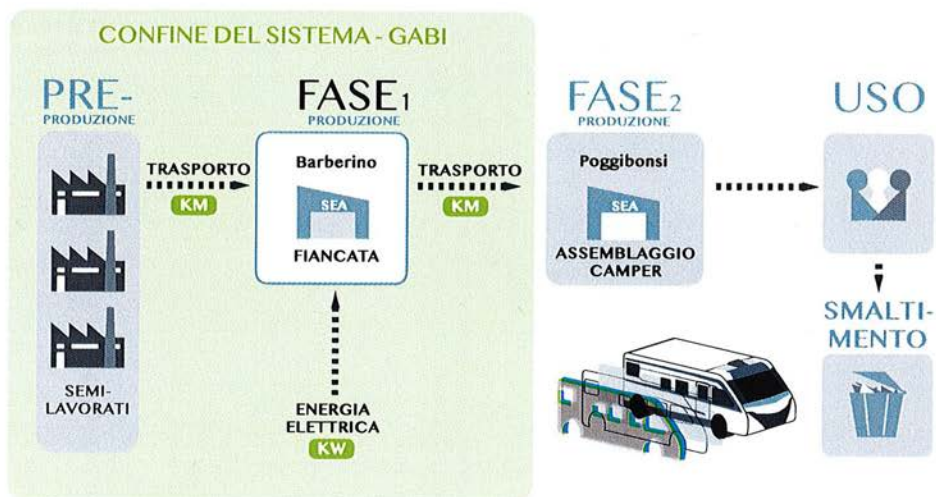 CONFINE DEL SISTEMA - GABI
PRE-
PRODUZIONE
SEMI-
LAVORATI
TRASPORTO
KM
FASE1
PRODUZIONE
Barberino
SEA
FIANCATA
ENERGIA
ELETTRICA
KW
TRASPORTO
KM
FASE2
PRODUZIONE
Poggibonsi
SEA
ASSEMBLAGGIO
CAMPER
USO
SMALTI-
MENTO